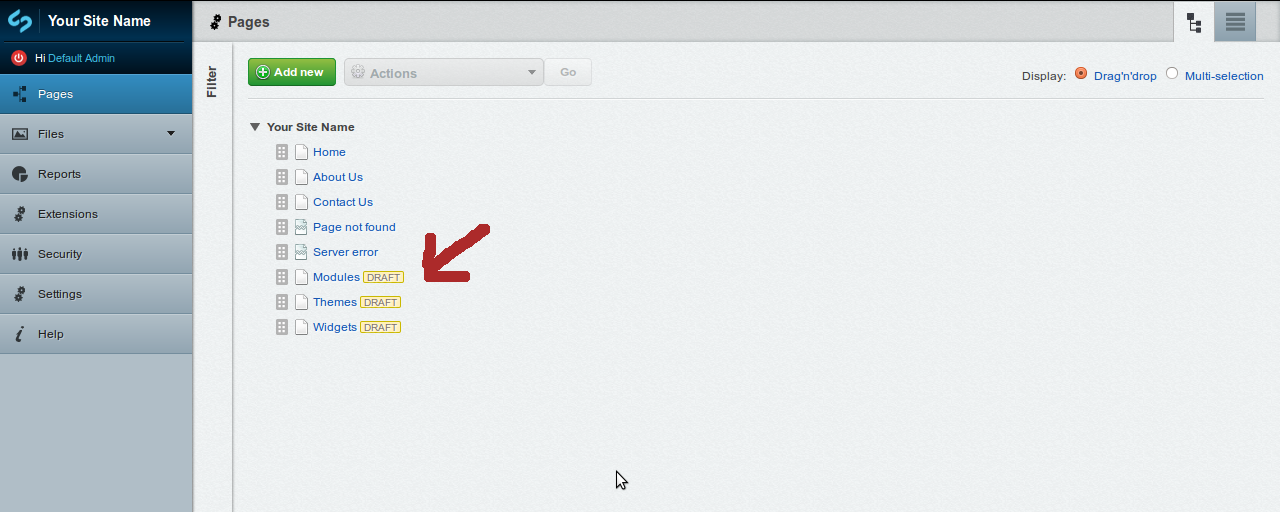 Your Site Name
Hi Default Admin
Pages
Files
Reports
Extensions
Security
Settings
Help
Pages
Filter
Add new
Actions
Go
Display: Drag'n'drop Multi-selection
Your Site Name
Home
About Us
Contact Us
Page not found
Server error
Modules DRAFT
Themes DRAFT
Widgets DRAFT